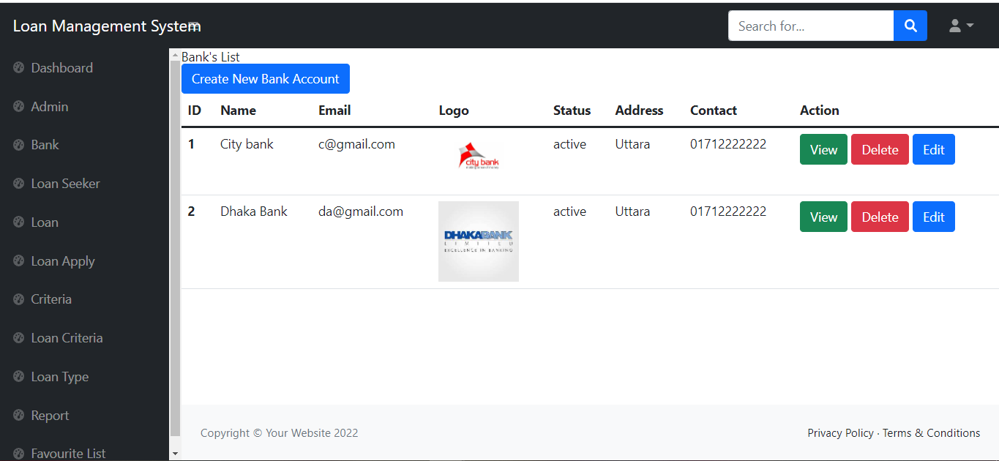 Loan Management System
Search for...
Dashboard
Admin
Bank
Loan Seeker
Loan
Loan Apply
Criteria
Loan Criteria
Loan Type
Report
Favourite List
Bank's List
Create New Bank Account
ID Name Email Logo Status Address Contact Action
1 City bank c@gmail.com city bank active Uttara 01712222222 View Delete Edit
2 Dhaka Bank da@gmail.com active Uttara 01712222222 View Delete Edit
DHAKABANK
LIMITED
EXCELLENCE IN BANKING
Copyright © Your Website 2022
Privacy Policy · Terms & Conditions